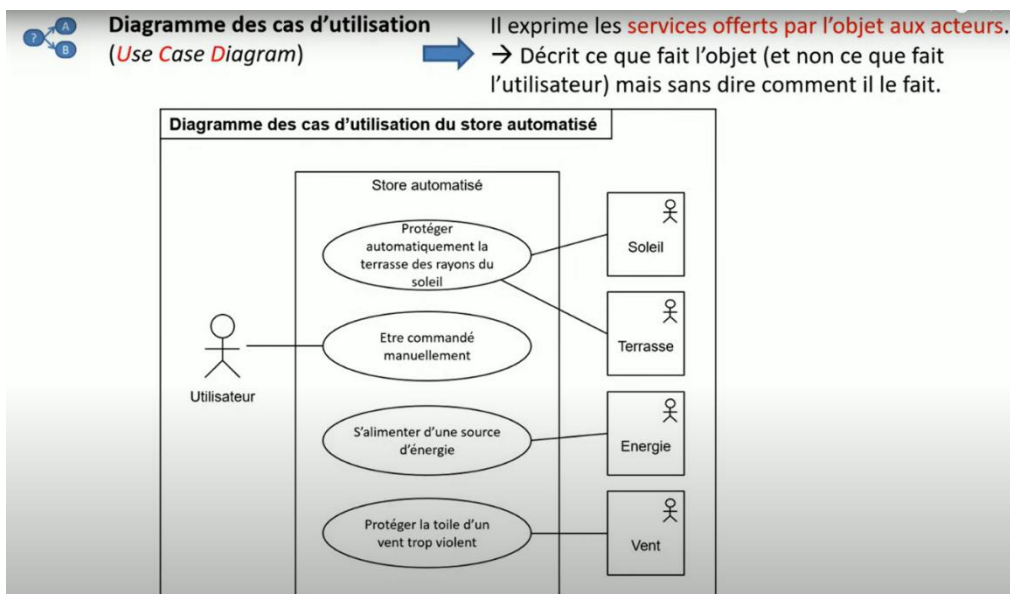 Diagramme des cas d'utilisation
(Use Case Diagram)
Il exprime les services offerts par l'objet aux acteurs.
→ Décrit ce que fait l'objet (et non ce que fait
l'utilisateur) mais sans dire comment il le fait.
?
A
B
Diagramme des cas d'utilisation du store automatisé
Store automatisé
Protéger
automatiquement la
terrasse des rayons du
soleil
Soleil
Terrasse
Etre commandé
manuellement
Utilisateur
S'alimenter d'une source
d'énergie
Energie
Protéger la toile d'un
vent trop violent
Vent